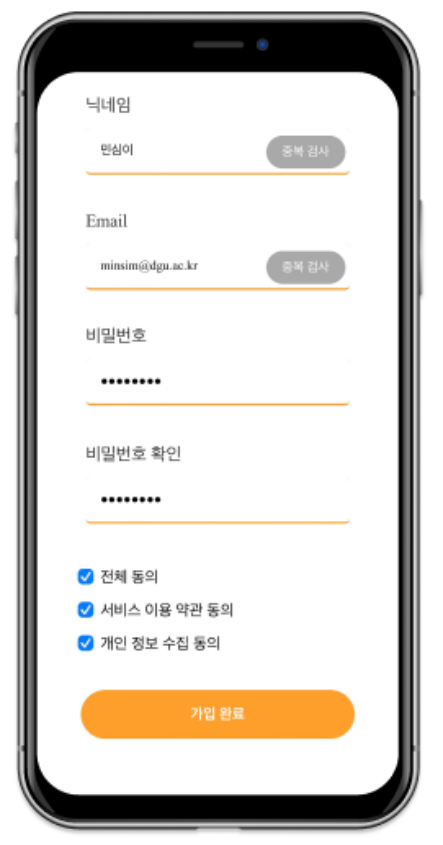 닉네임
민심이
중복 검사
Email
minsim@dgu.ac.kr
중복 검사
비밀번호
••••••••
비밀번호 확인
••••••••
전체 동의
서비스 이용 약관 동의
개인 정보 수집 동의
가입 완료